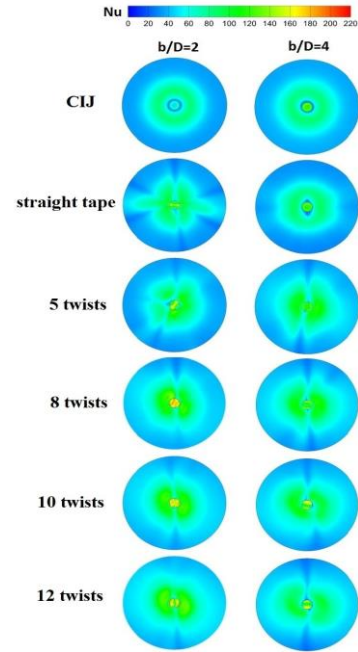 Nu
0 20 40 60 80 100 120 140 160 180 200 220
b/D=2 b/D=4
CIJ
straight tape
5 twists
8 twists
10 twists
12 twists